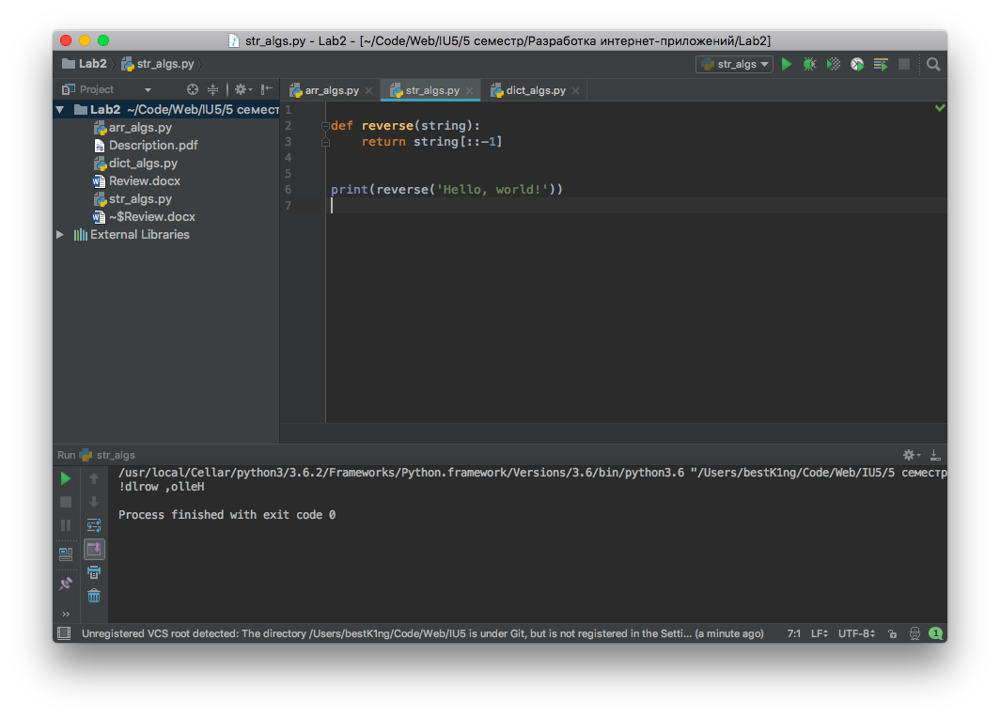 str_algs.py - Lab2 - [~/Code/Web/IU5/5 семестр/Разработка интернет-приложений/Lab2]
Lab2 str_algs.py str_algs
Project
arr_algs.py str_algs.py dict_algs.py
Lab2 ~/Code/Web/IU5/5 семест
arr_algs.py
Description.pdf
dict_algs.py
Review.docx
str_algs.py
~$Review.docx
External Libraries
1
2 def reverse(string):
3 return string[::-1]
4
5
6 print(reverse('Hello, world!'))
7
Run str_algs
/usr/local/Cellar/python3/3.6.2/Frameworks/Python.framework/Versions/3.6/bin/python3.6 "/Users/bestK1ng/Code/Web/IU5/5 семестр
!dlrow ,olleH
Process finished with exit code 0
Unregistered VCS root detected: The directory /Users/bestK1ng/Code/Web/IU5 is under Git, but is not registered in the Setti... (a minute ago) 7:1 LF UTF-8 1